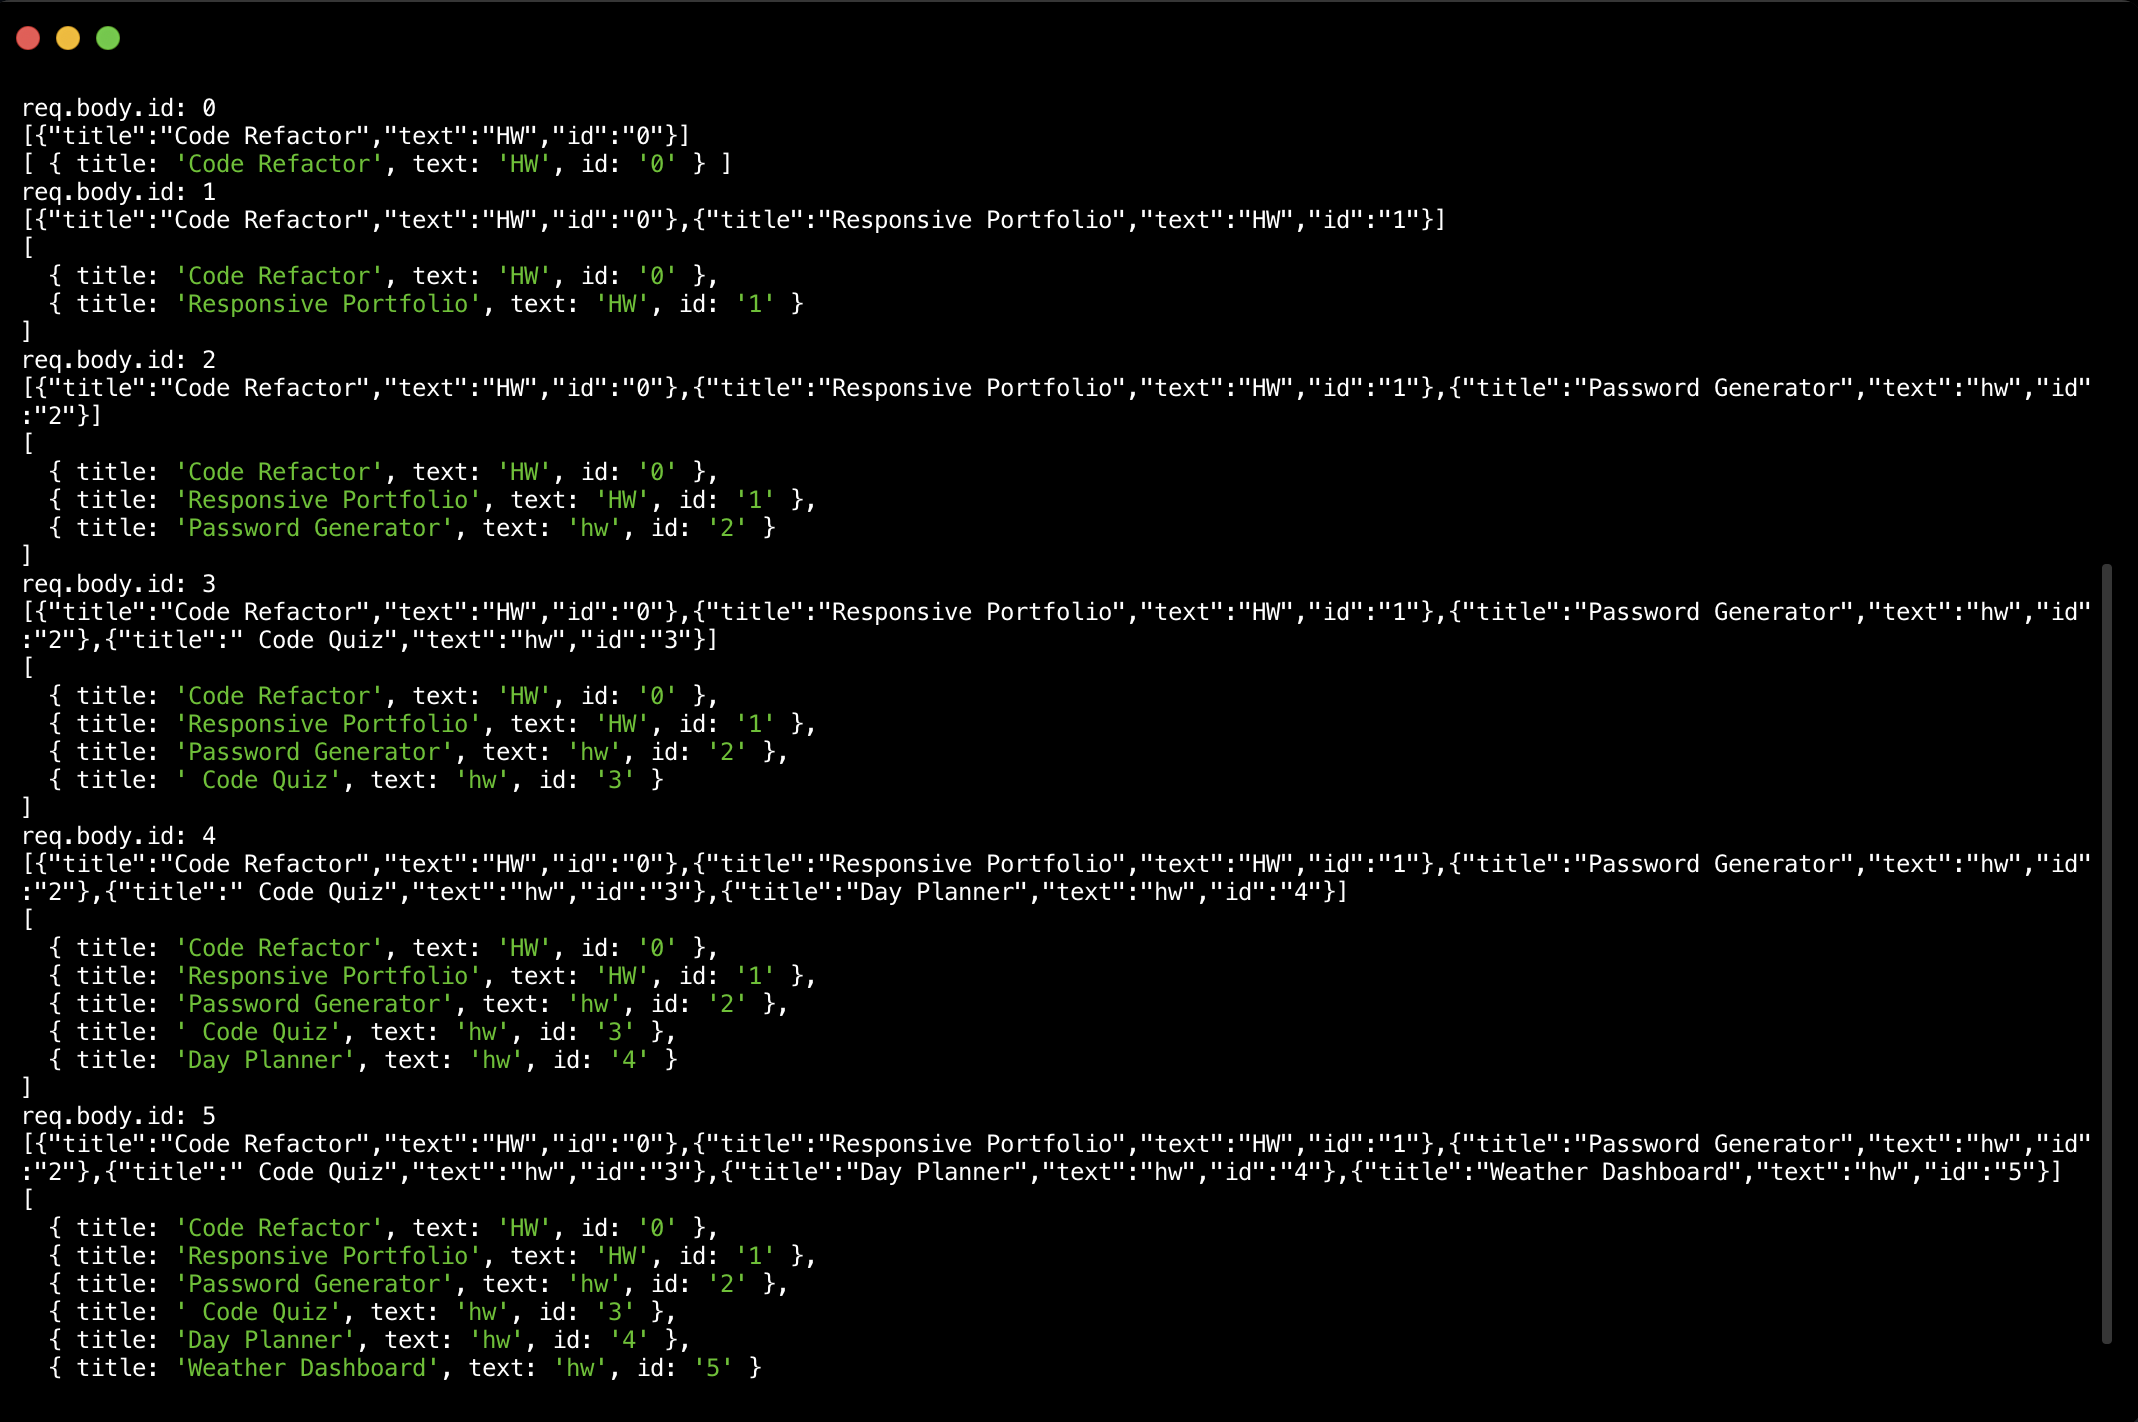 req.body.id: 0
[{"title":"Code Refactor","text":"HW","id":"0"}]
[ { title: 'Code Refactor', text: 'HW', id: '0' } ]
req.body.id: 1
[{"title":"Code Refactor","text":"HW","id":"0"},{"title":"Responsive Portfolio","text":"HW","id":"1"}]
[
  { title: 'Code Refactor', text: 'HW', id: '0' },
  { title: 'Responsive Portfolio', text: 'HW', id: '1' }
]
req.body.id: 2
[{"title":"Code Refactor","text":"HW","id":"0"},{"title":"Responsive Portfolio","text":"HW","id":"1"},{"title":"Password Generator","text":"hw","id"
:"2"}]
[
  { title: 'Code Refactor', text: 'HW', id: '0' },
  { title: 'Responsive Portfolio', text: 'HW', id: '1' },
  { title: 'Password Generator', text: 'hw', id: '2' }
]
req.body.id: 3
[{"title":"Code Refactor","text":"HW","id":"0"},{"title":"Responsive Portfolio","text":"HW","id":"1"},{"title":"Password Generator","text":"hw","id"
:"2"},{"title":" Code Quiz","text":"hw","id":"3"}]
[
  { title: 'Code Refactor', text: 'HW', id: '0' },
  { title: 'Responsive Portfolio', text: 'HW', id: '1' },
  { title: 'Password Generator', text: 'hw', id: '2' },
  { title: ' Code Quiz', text: 'hw', id: '3' }
]
req.body.id: 4
[{"title":"Code Refactor","text":"HW","id":"0"},{"title":"Responsive Portfolio","text":"HW","id":"1"},{"title":"Password Generator","text":"hw","id"
:"2"},{"title":" Code Quiz","text":"hw","id":"3"},{"title":"Day Planner","text":"hw","id":"4"}]
[
  { title: 'Code Refactor', text: 'HW', id: '0' },
  { title: 'Responsive Portfolio', text: 'HW', id: '1' },
  { title: 'Password Generator', text: 'hw', id: '2' },
  { title: ' Code Quiz', text: 'hw', id: '3' },
  { title: 'Day Planner', text: 'hw', id: '4' }
]
req.body.id: 5
[{"title":"Code Refactor","text":"HW","id":"0"},{"title":"Responsive Portfolio","text":"HW","id":"1"},{"title":"Password Generator","text":"hw","id"
:"2"},{"title":" Code Quiz","text":"hw","id":"3"},{"title":"Day Planner","text":"hw","id":"4"},{"title":"Weather Dashboard","text":"hw","id":"5"}]
[
  { title: 'Code Refactor', text: 'HW', id: '0' },
  { title: 'Responsive Portfolio', text: 'HW', id: '1' },
  { title: 'Password Generator', text: 'hw', id: '2' },
  { title: ' Code Quiz', text: 'hw', id: '3' },
  { title: 'Day Planner', text: 'hw', id: '4' },
  { title: 'Weather Dashboard', text: 'hw', id: '5' }